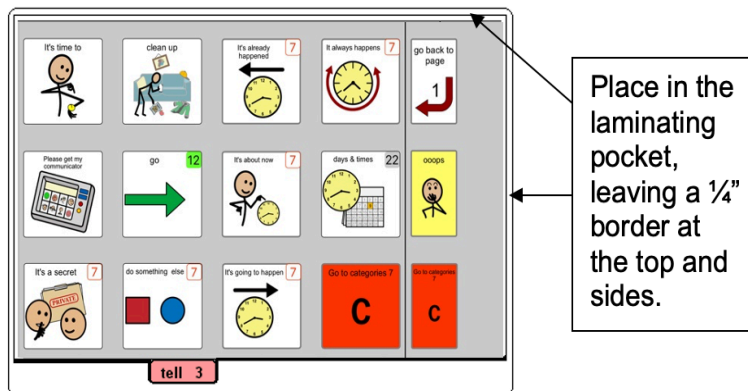 It's time to
clean up
It's already
happened
7
It always happens
7
go back to
page
1
Please get my
communicator
go
12
It's about now
7
days & times
22
ooops
It's a secret
7
PRIVATE
do something else
7
It's going to happen
7
Go to categories 7
C
Go to categories
7
C
tell 3
Place in the
laminating
pocket,
leaving a ¼”
border at
the top and
sides.